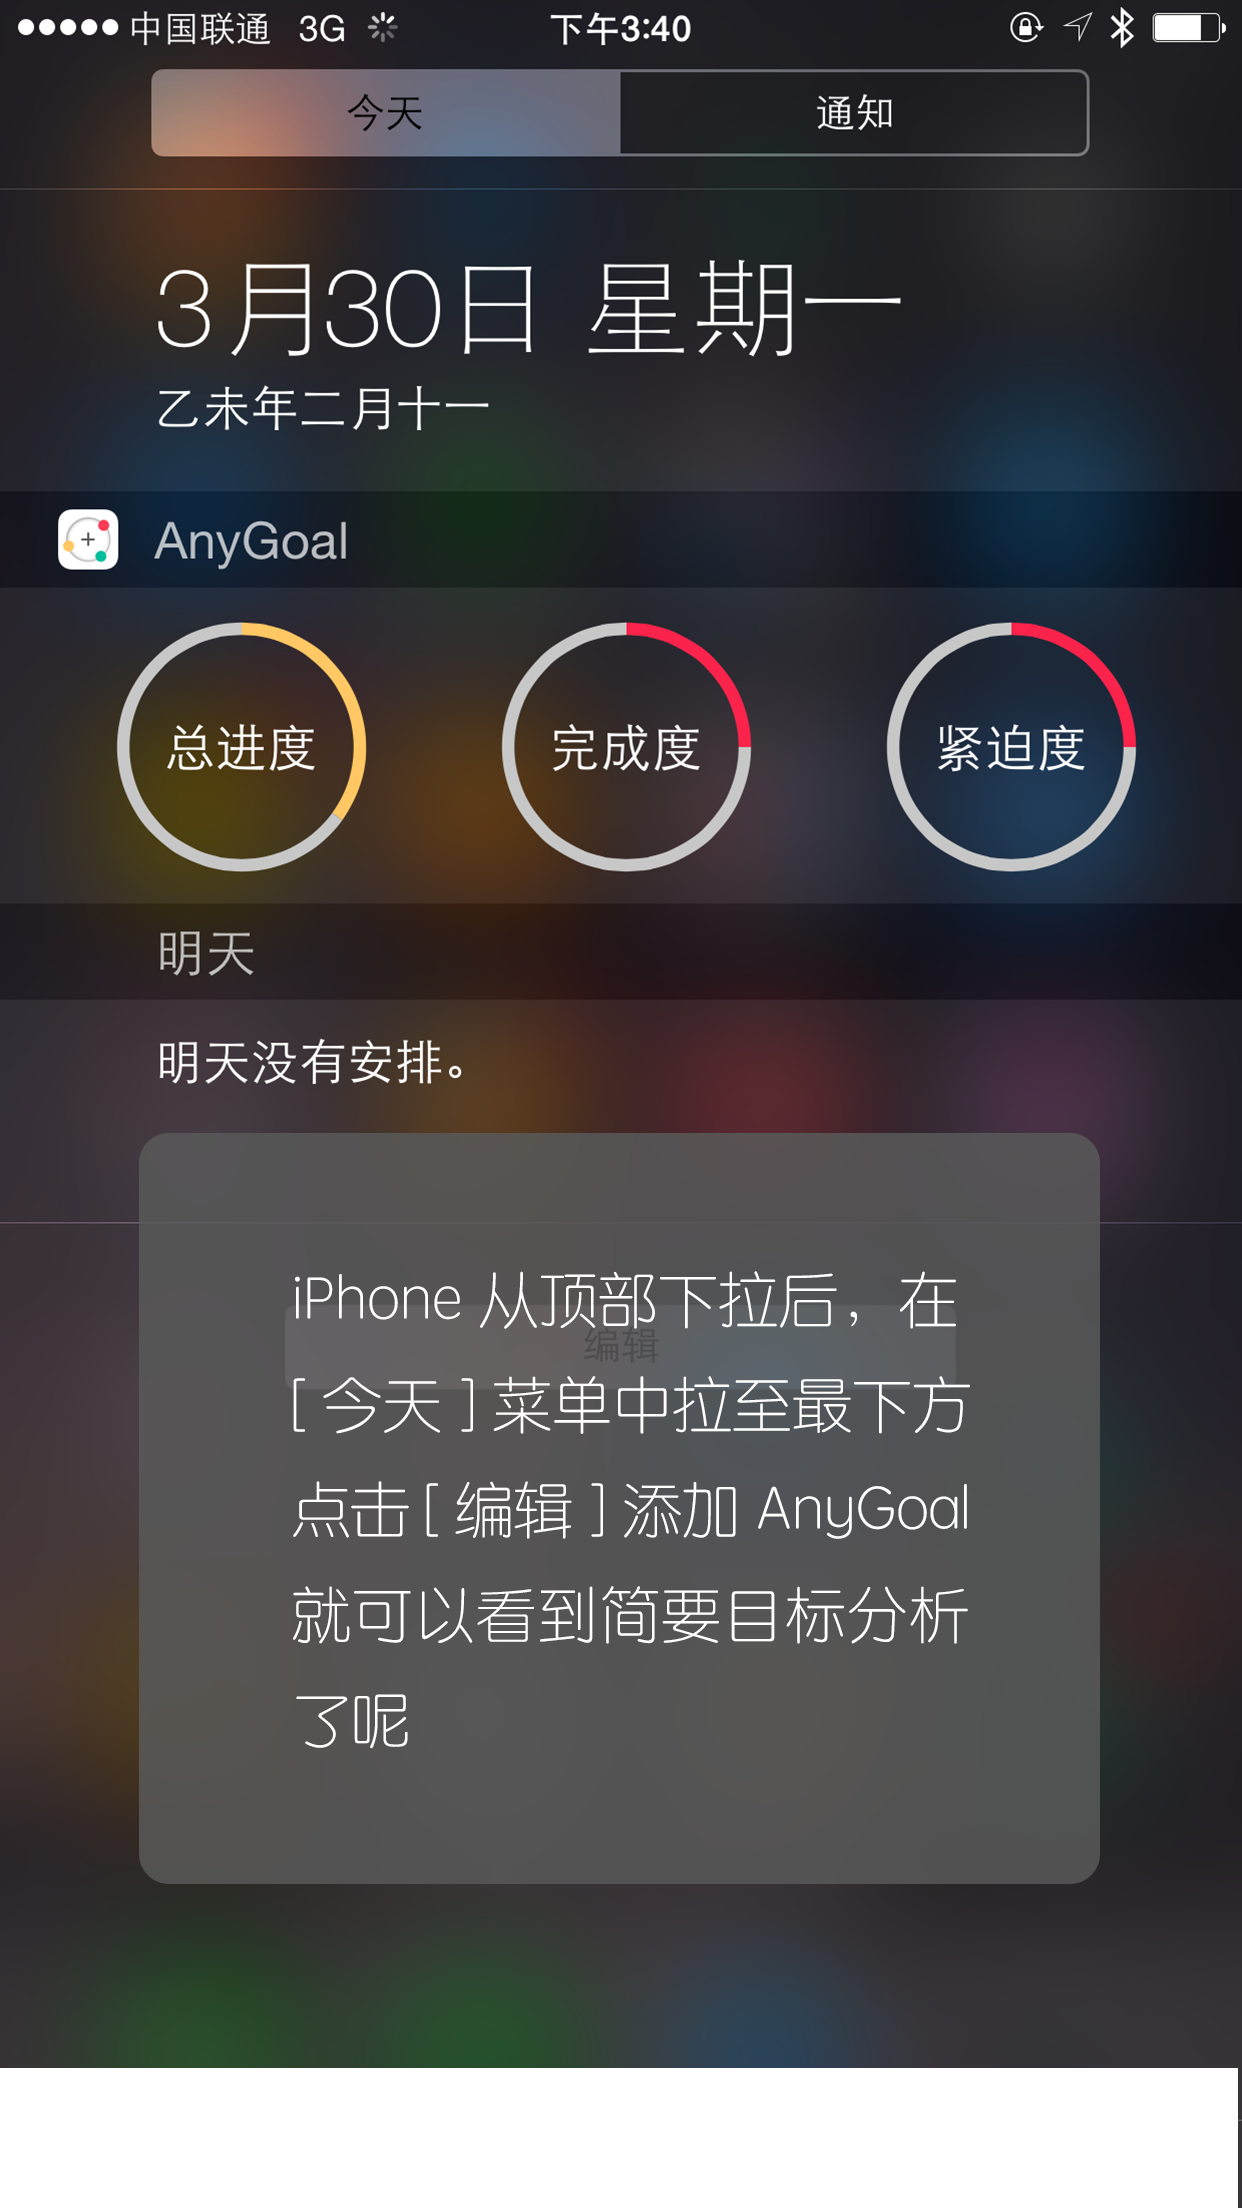 中国联通 3G 下午3:40
今天 通知
3月30日 星期一
乙未年二月十一
AnyGoal
总进度 完成度 紧迫度
明天
明天没有安排。
iPhone 从顶部下拉后，在
编辑
[ 今天 ] 菜单中拉至最下方
点击[ 编辑 ]添加 AnyGoal
就可以看到简要目标分析
了呢